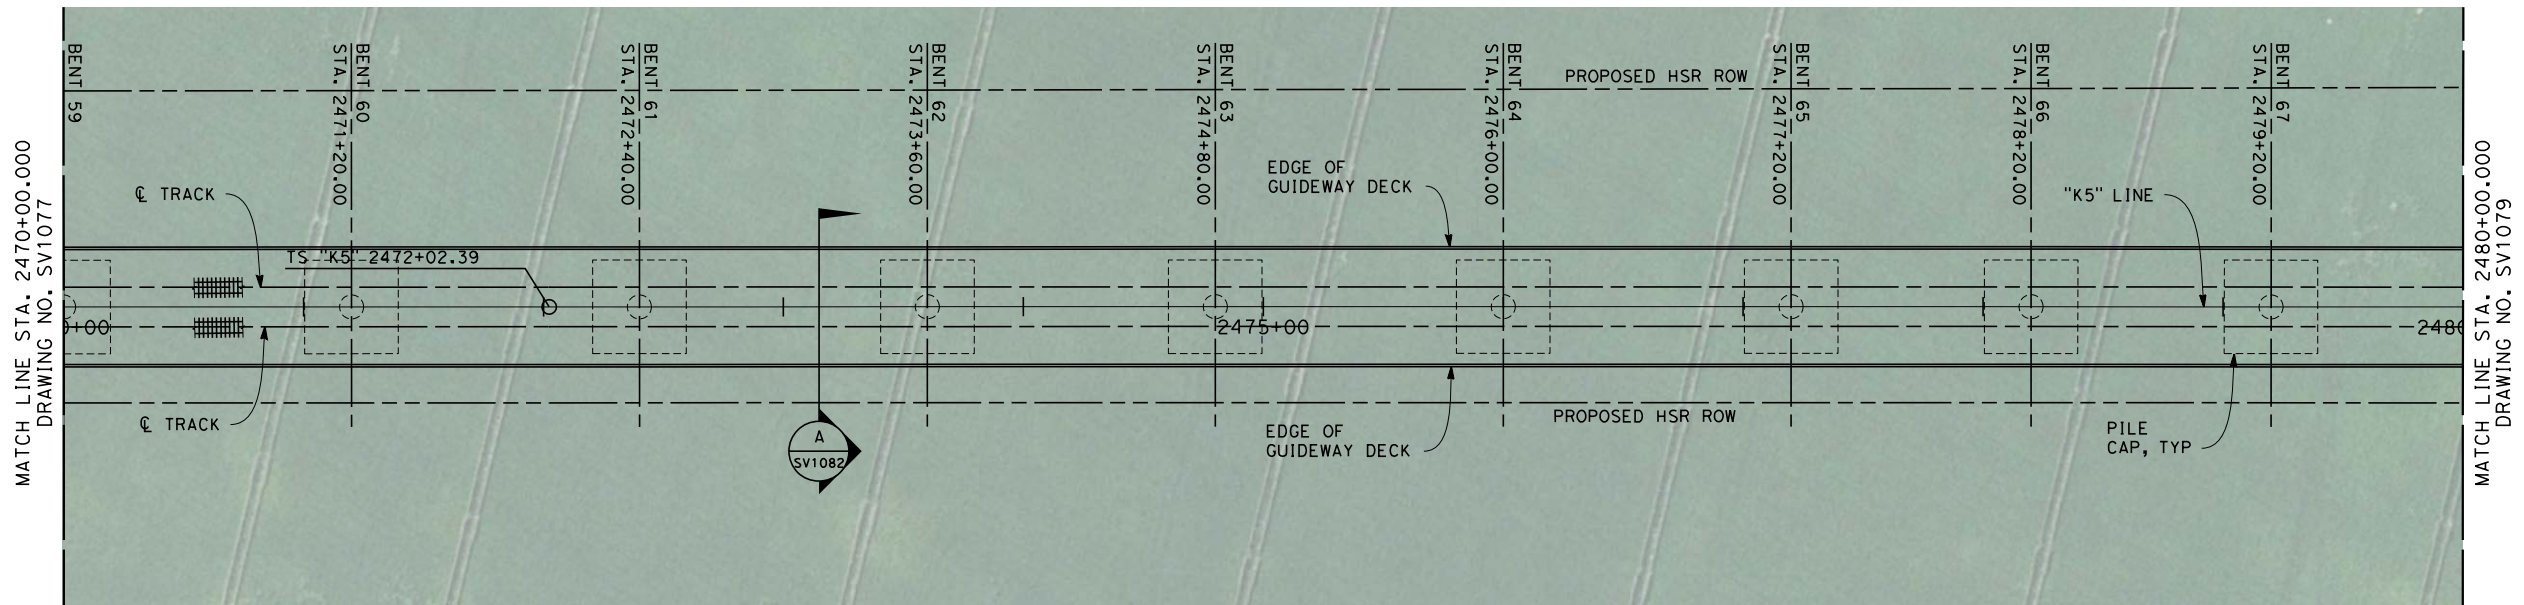 MATCH LINE STA. 2470+00.000
DRAWING NO. SV1077
BENT 59
BENT 60
STA. 2471+20.00
BENT 61
STA. 2472+40.00
BENT 62
STA. 2473+60.00
BENT 63
STA. 2474+80.00
BENT 64
STA. 2476+00.00
BENT 65
STA. 2477+20.00
BENT 66
STA. 2478+20.00
BENT 67
STA. 2479+20.00
PROPOSED HSR ROW
℄ TRACK
EDGE OF
GUIDEWAY DECK
"K5" LINE
TS "K5" 2472+02.39
0+00
2475+00
2480
℄ TRACK
A
SV1082
EDGE OF
GUIDEWAY DECK
PROPOSED HSR ROW
PILE
CAP, TYP
MATCH LINE STA. 2480+00.000
DRAWING NO. SV1079